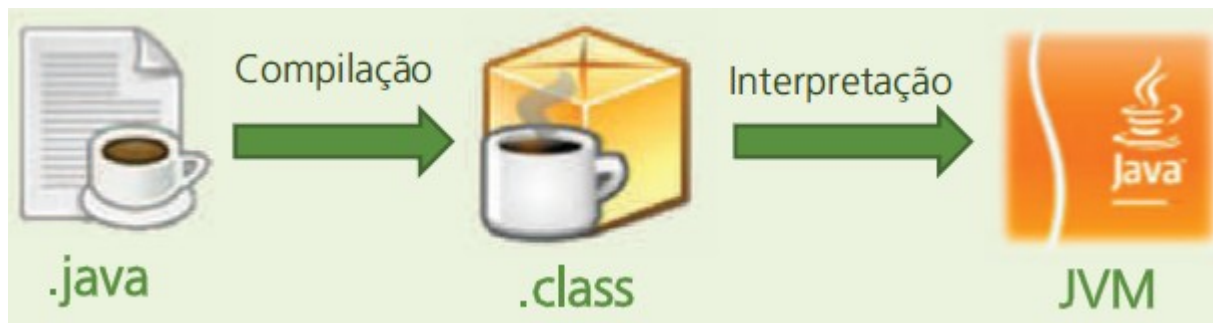 Compilação
Interpretação
Java
.java
.class
JVM